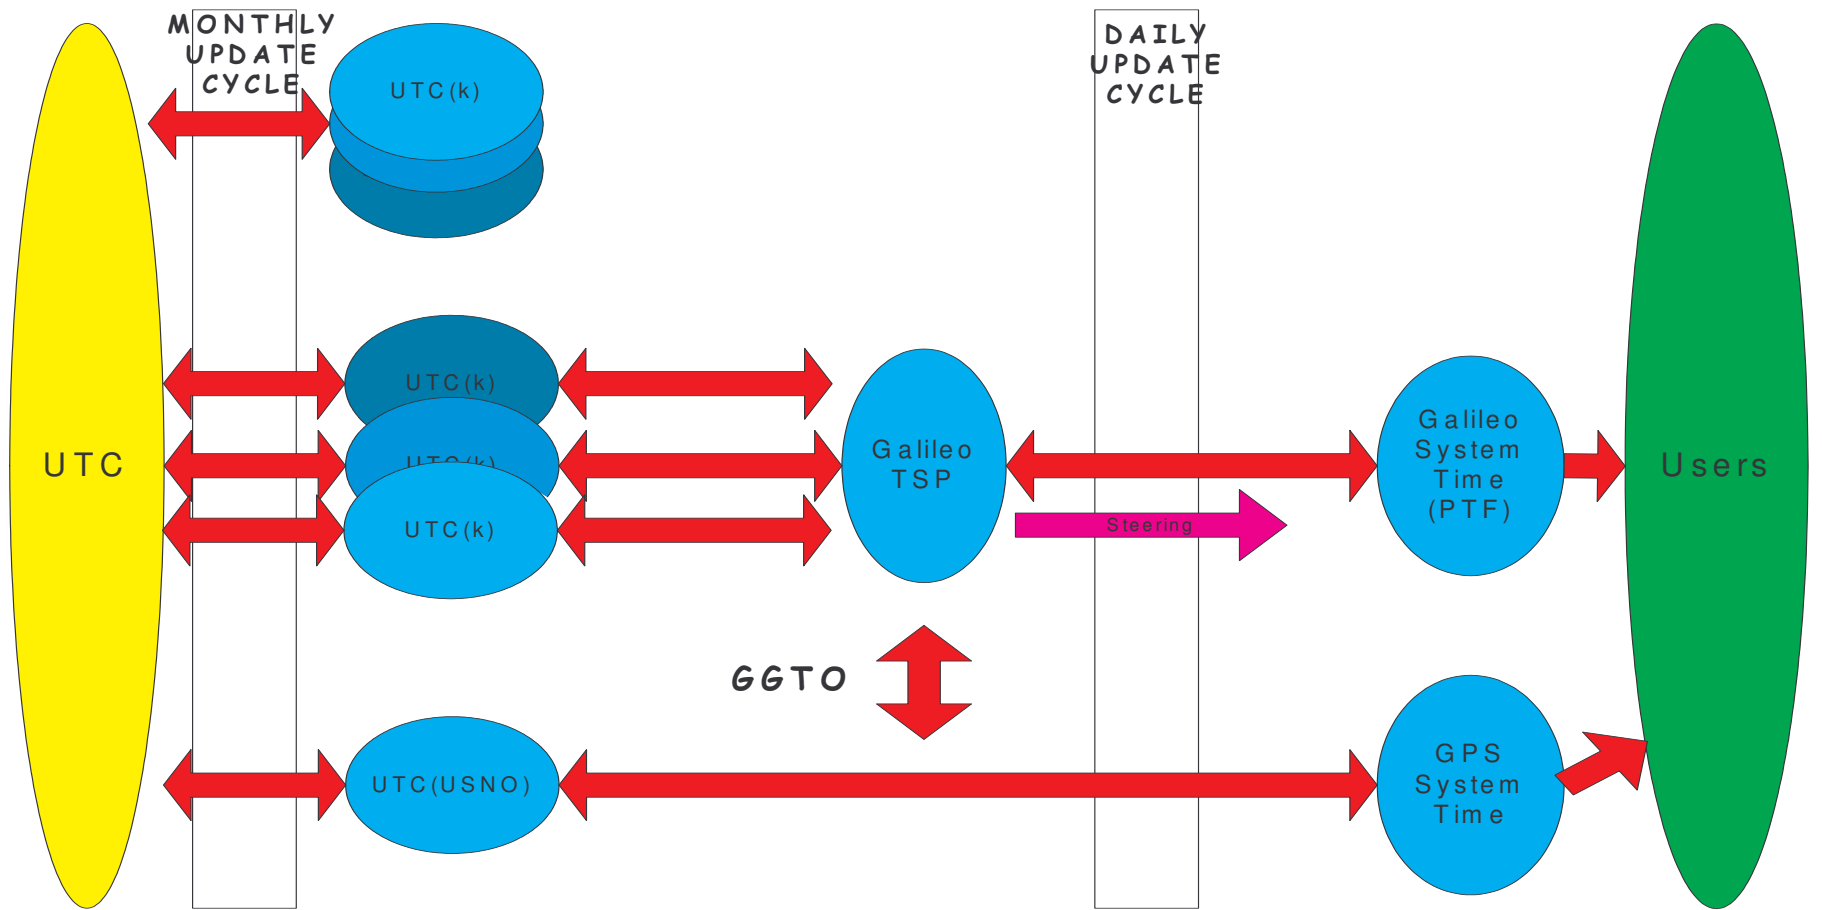 MONTHLY
UPDATE
CYCLE
UTC(k)
DAILY
UPDATE
CYCLE
UTC
UTC(k)
UTC(k)
UTC(k)
Galileo
TSP
Steering
Galileo
System
Time
(PTF)
Users
GGTO
UTC(USNO)
GPS
System
Time